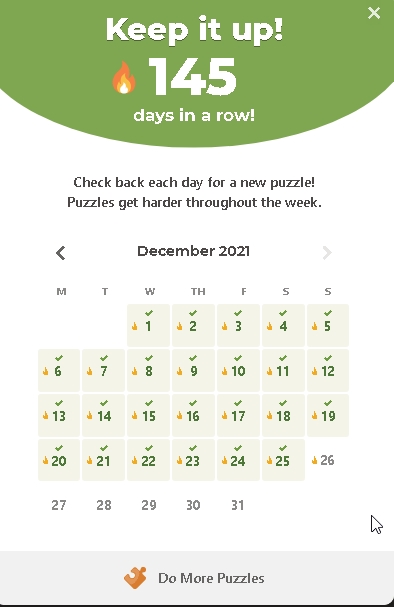 Keep it up!
145
days in a row!
Check back each day for a new puzzle!
Puzzles get harder throughout the week.
December 2021
M T W TH F S S
1 2 3 4 5
6 7 8 9 10 11 12
13 14 15 16 17 18 19
20 21 22 23 24 25 26
27 28 29 30 31
Do More Puzzles